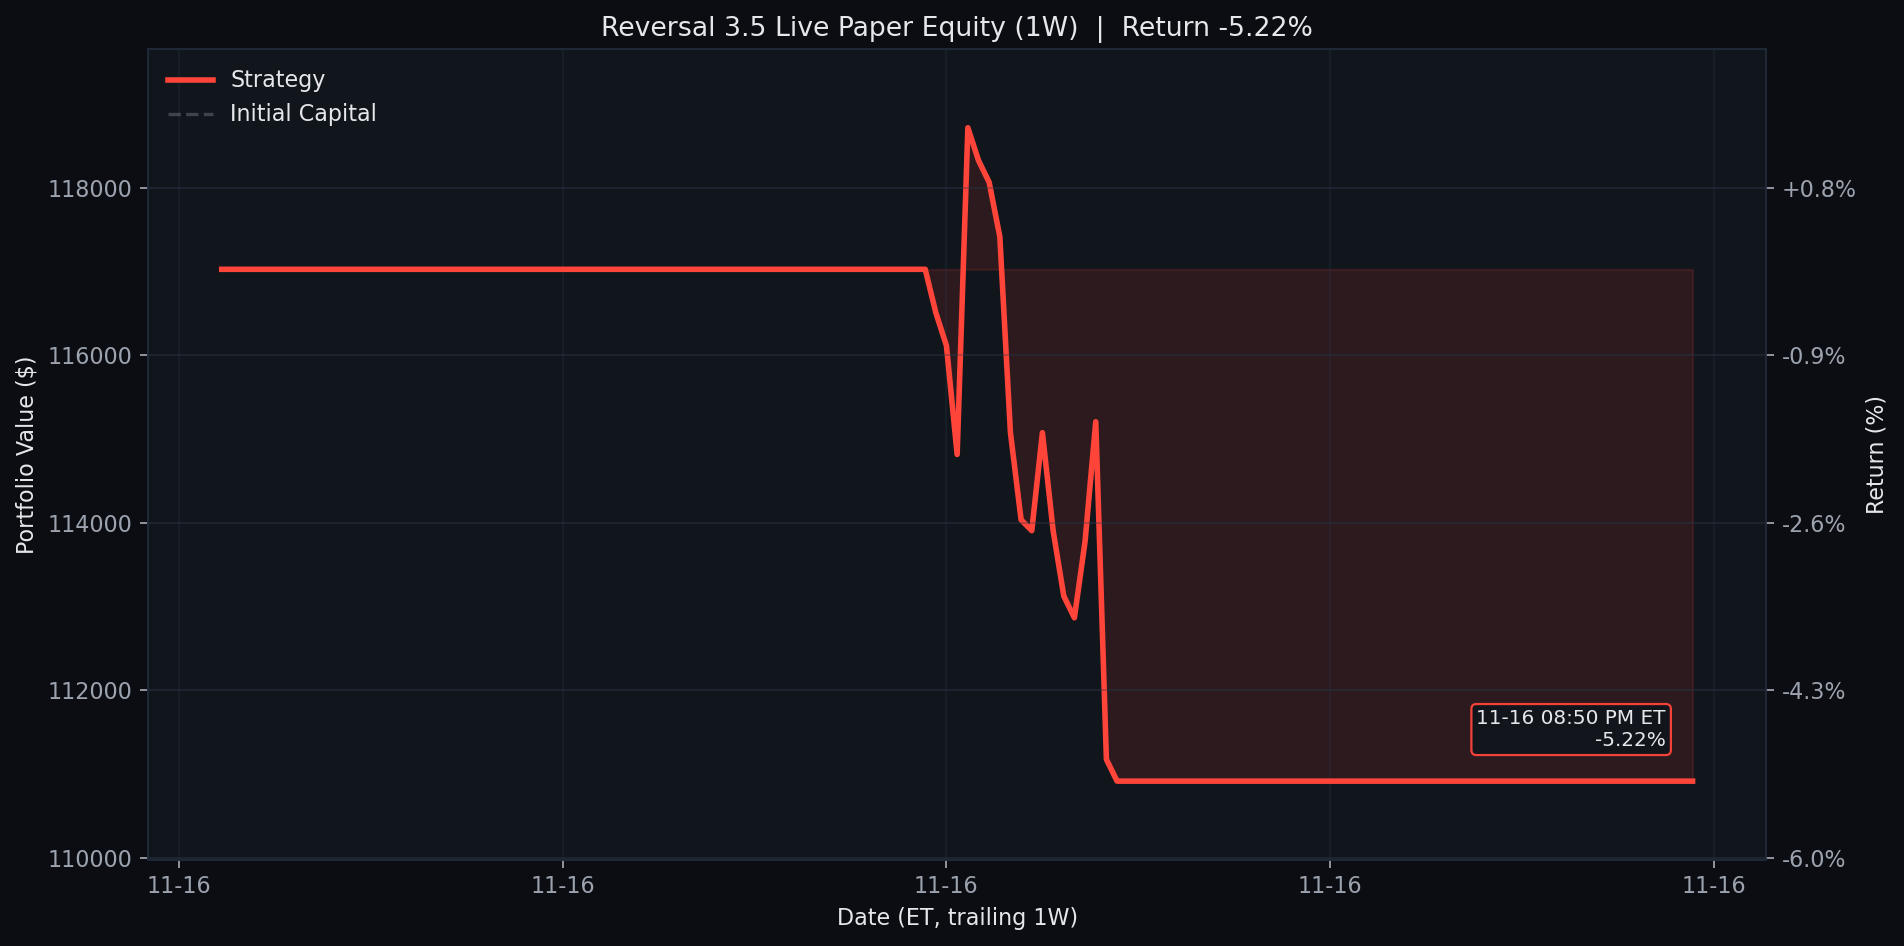 Reversal 3.5 Live Paper Equity (1W)  |  Return -5.22%
Strategy
Initial Capital
118000
116000
114000
112000
110000
Portfolio Value ($)
+0.8%
-0.9%
-2.6%
-4.3%
-6.0%
Return (%)
11-16 08:50 PM ET
-5.22%
11-16
11-16
11-16
11-16
11-16
Date (ET, trailing 1W)